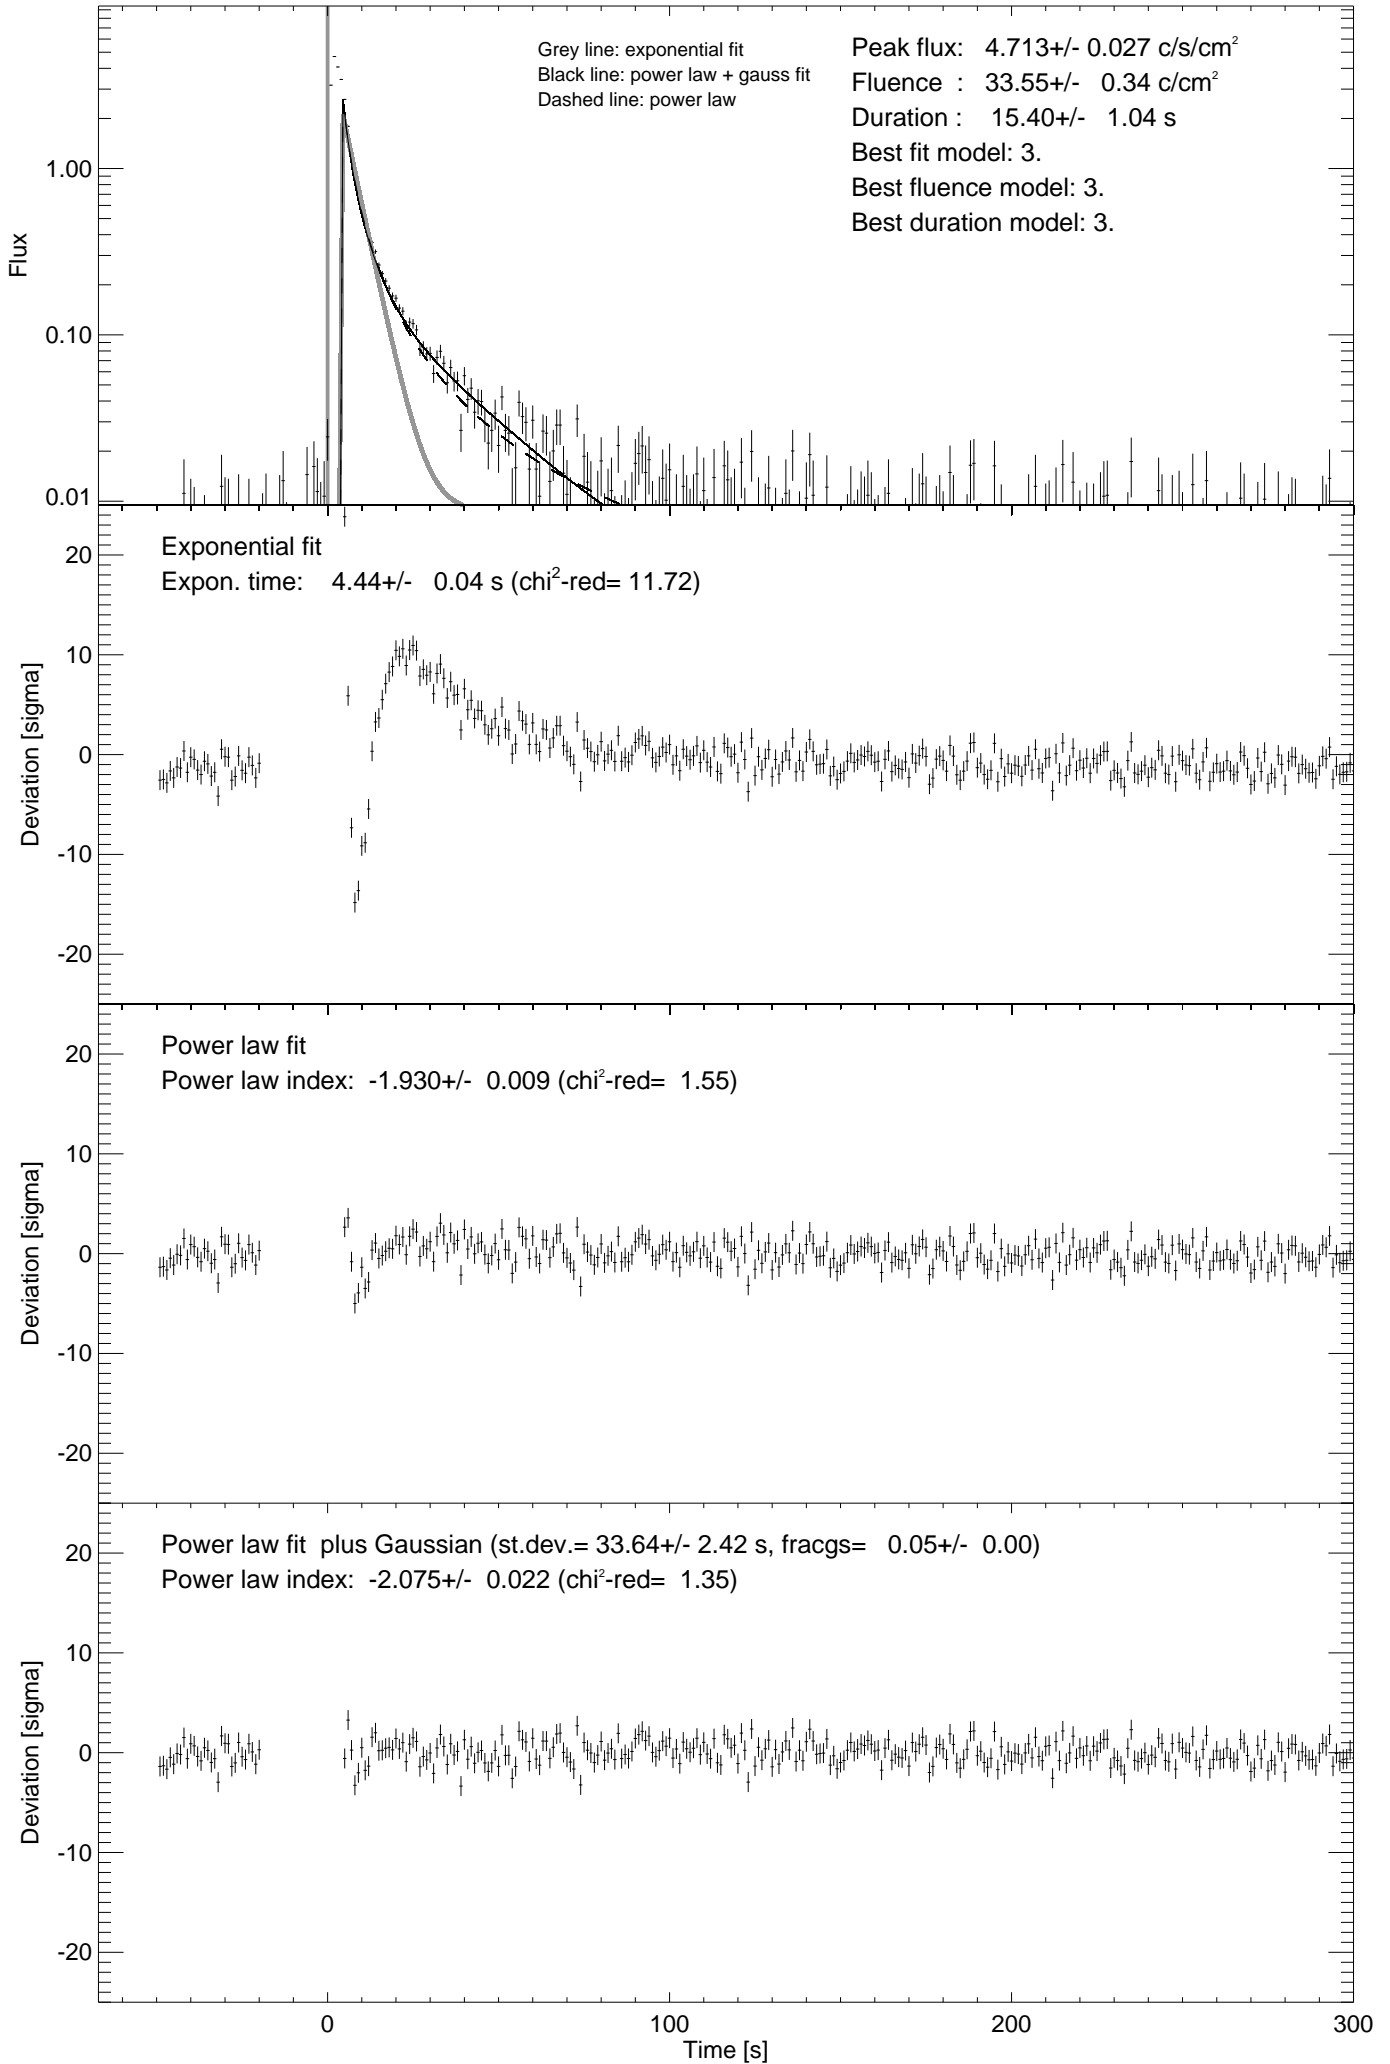 Grey line: exponential fit
Black line: power law + gauss fit
Dashed line: power law
Peak flux: 4.713+/- 0.027 c/s/cm²
Fluence : 33.55+/- 0.34 c/cm²
Duration : 15.40+/- 1.04 s
Best fit model: 3.
Best fluence model: 3.
Best duration model: 3.
Flux
1.00
0.10
0.01
Exponential fit
Expon. time: 4.44+/- 0.04 s (chi²-red= 11.72)
Deviation [sigma]
20
10
0
-10
-20
Power law fit
Power law index: -1.930+/- 0.009 (chi²-red= 1.55)
Deviation [sigma]
20
10
0
-10
-20
Power law fit plus Gaussian (st.dev.= 33.64+/- 2.42 s, fracgs= 0.05+/- 0.00)
Power law index: -2.075+/- 0.022 (chi²-red= 1.35)
Deviation [sigma]
20
10
0
-10
-20
0 100 200 300
Time [s]